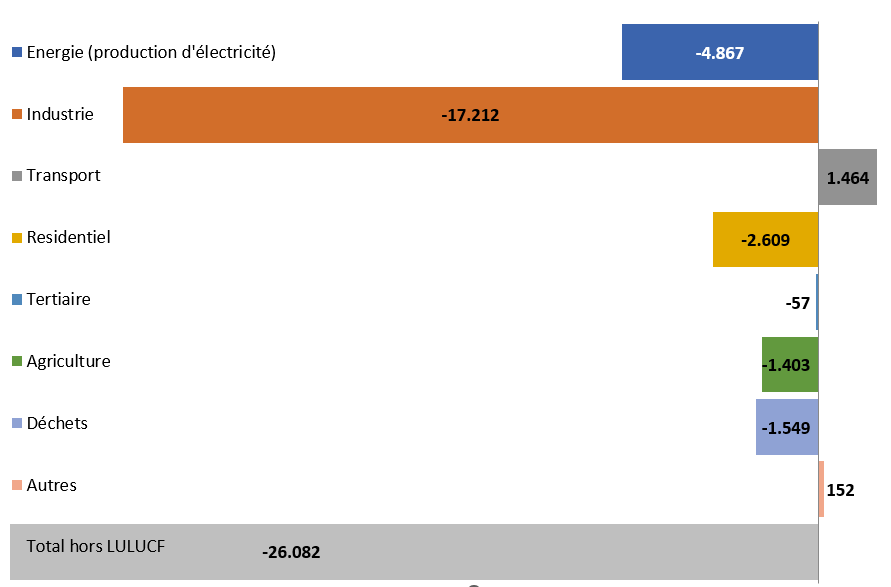 Energie (production d'électricité) -4.867
Industrie -17.212
Transport 1.464
Residentiel -2.609
Tertiaire -57
Agriculture -1.403
Déchets -1.549
Autres 152
Total hors LULUCF -26.082